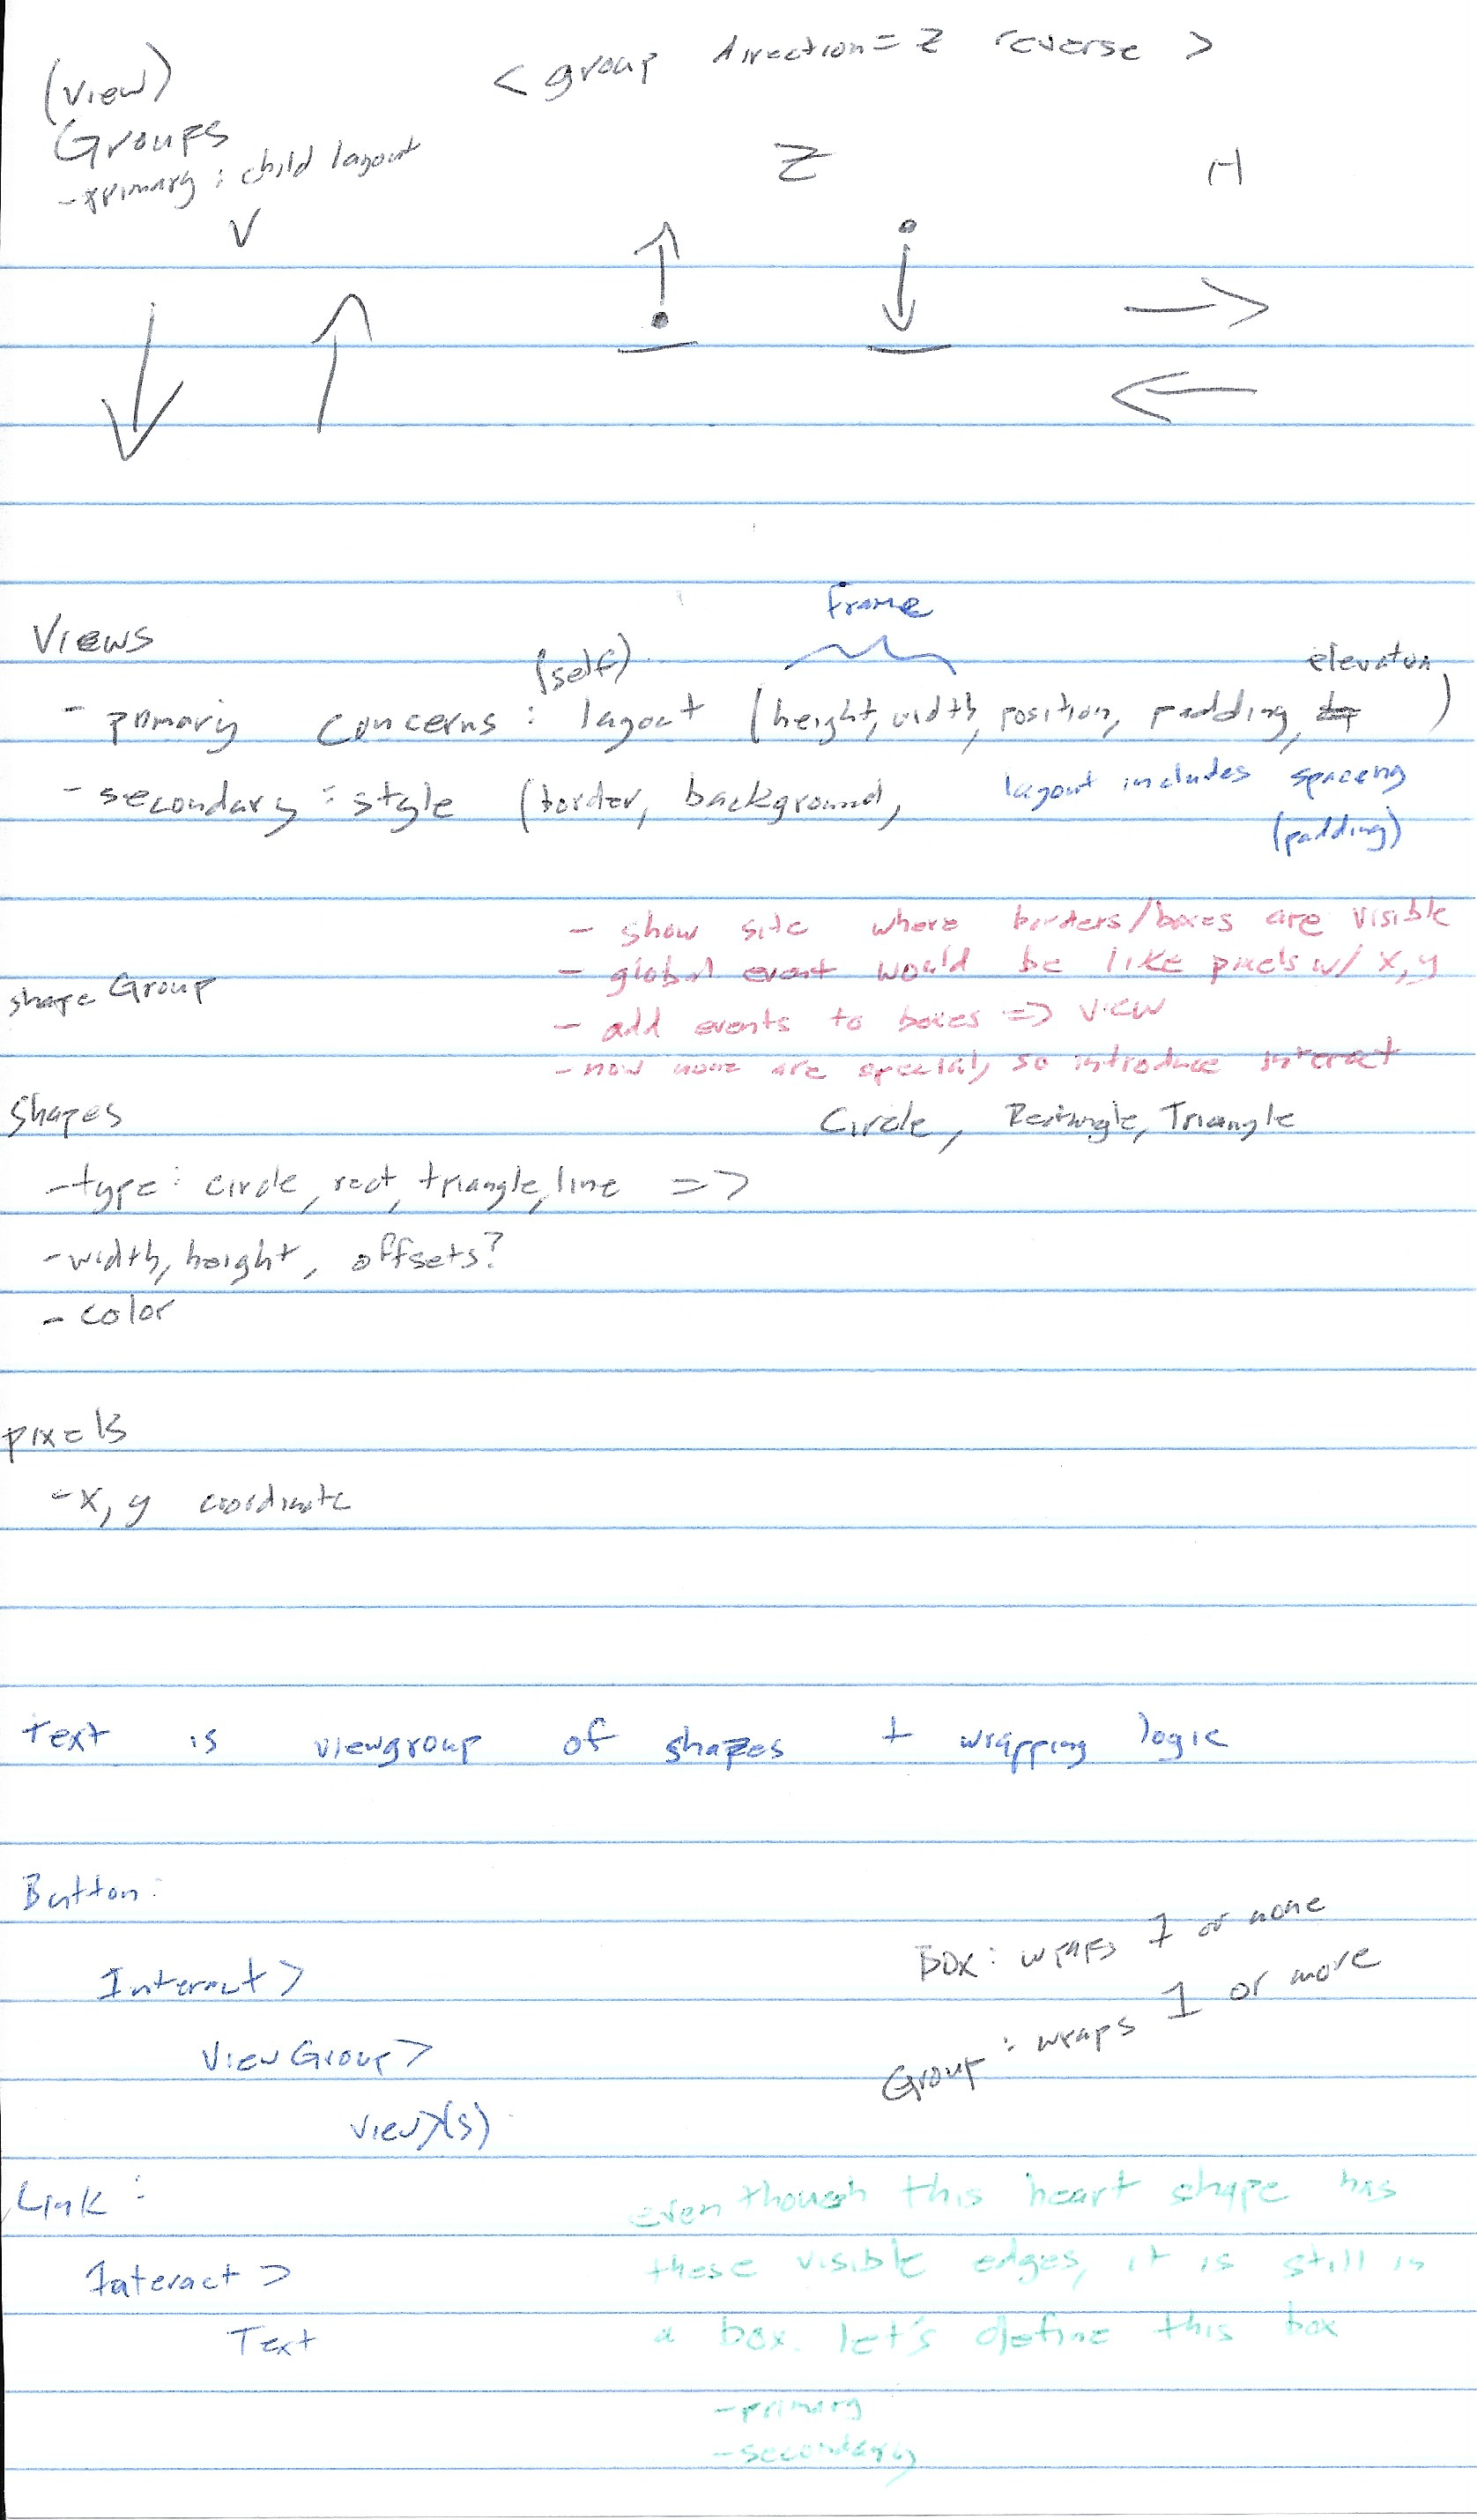 < group direction = Z reverse >
(view)
Groups
- primary : child layout
V
Z
H
Views
frame
(self)
elevation
- primary concerns : layout (height, width, position, padding, )
- secondary : style (border, background,
layout includes spacing
(padding)
- show site where borders/boxes are visible
- global event would be like pixels w/ x, y
shape Group
- add events to boxes => view
- now none are special, so introduce interact
shapes
Circle, Rectangle, Triangle
- type : circle, rect, triangle, line =>
- width, height, offsets?
- color
pixels
- x, y coordinate
Text is viewgroup of shapes + wrapping logic
Button:
Interact >
View Group >
view>(s)
Box : wraps 1 or none
Group : wraps 1 or more
Link :
Interact >
Text
even though this heart shape has
these visible edges, it is still is
a box. let's define this box
- primary
- secondary